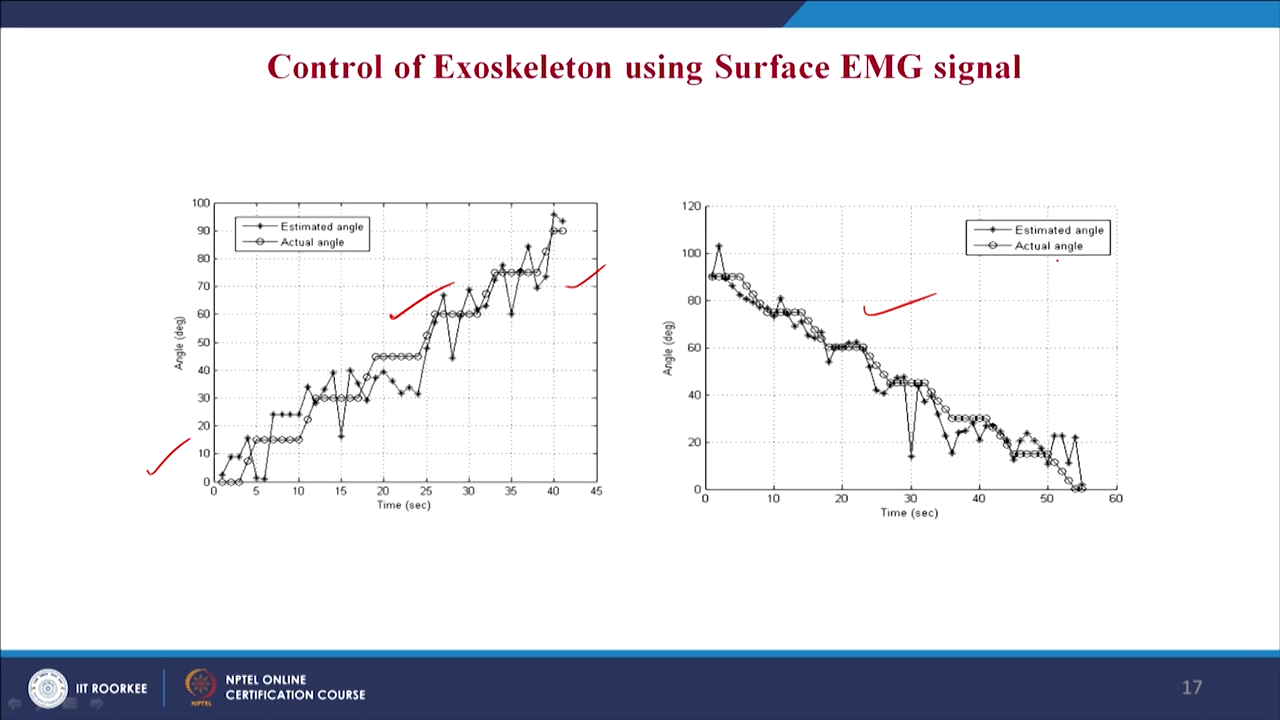 Control of Exoskeleton using Surface EMG signal
100
90
80
70
60
50
40
30
20
10
0
Angle (deg)
Estimated angle
Actual angle
0 5 10 15 20 25 30 35 40 45
Time (sec)
120
100
80
60
40
20
0
Angle (deg)
Estimated angle
Actual angle
0 10 20 30 40 50 60
Time (sec)
IIT ROORKEE
NPTEL
NPTEL ONLINE
CERTIFICATION COURSE
17